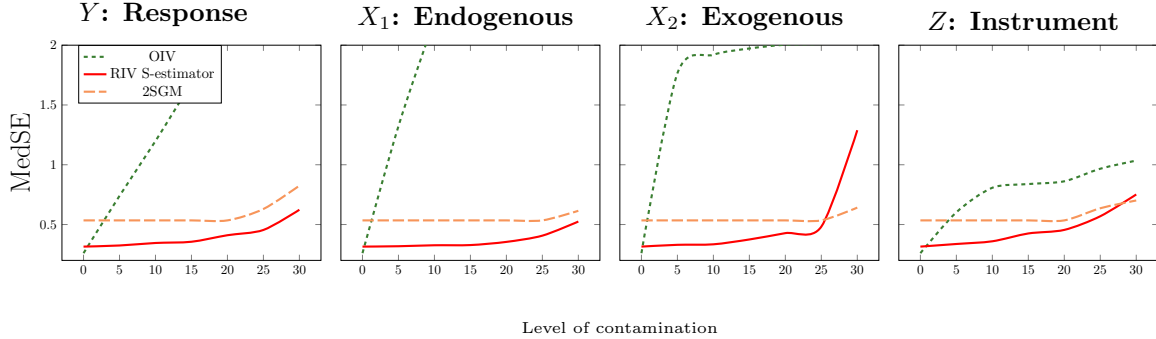 Y: Response
X1: Endogenous
X2: Exogenous
Z: Instrument
MedSE
2
1.5
1
0.5
OIV
RIV S-estimator
2SGM
0 5 10 15 20 25 30
0 5 10 15 20 25 30
0 5 10 15 20 25 30
0 5 10 15 20 25 30
Level of contamination